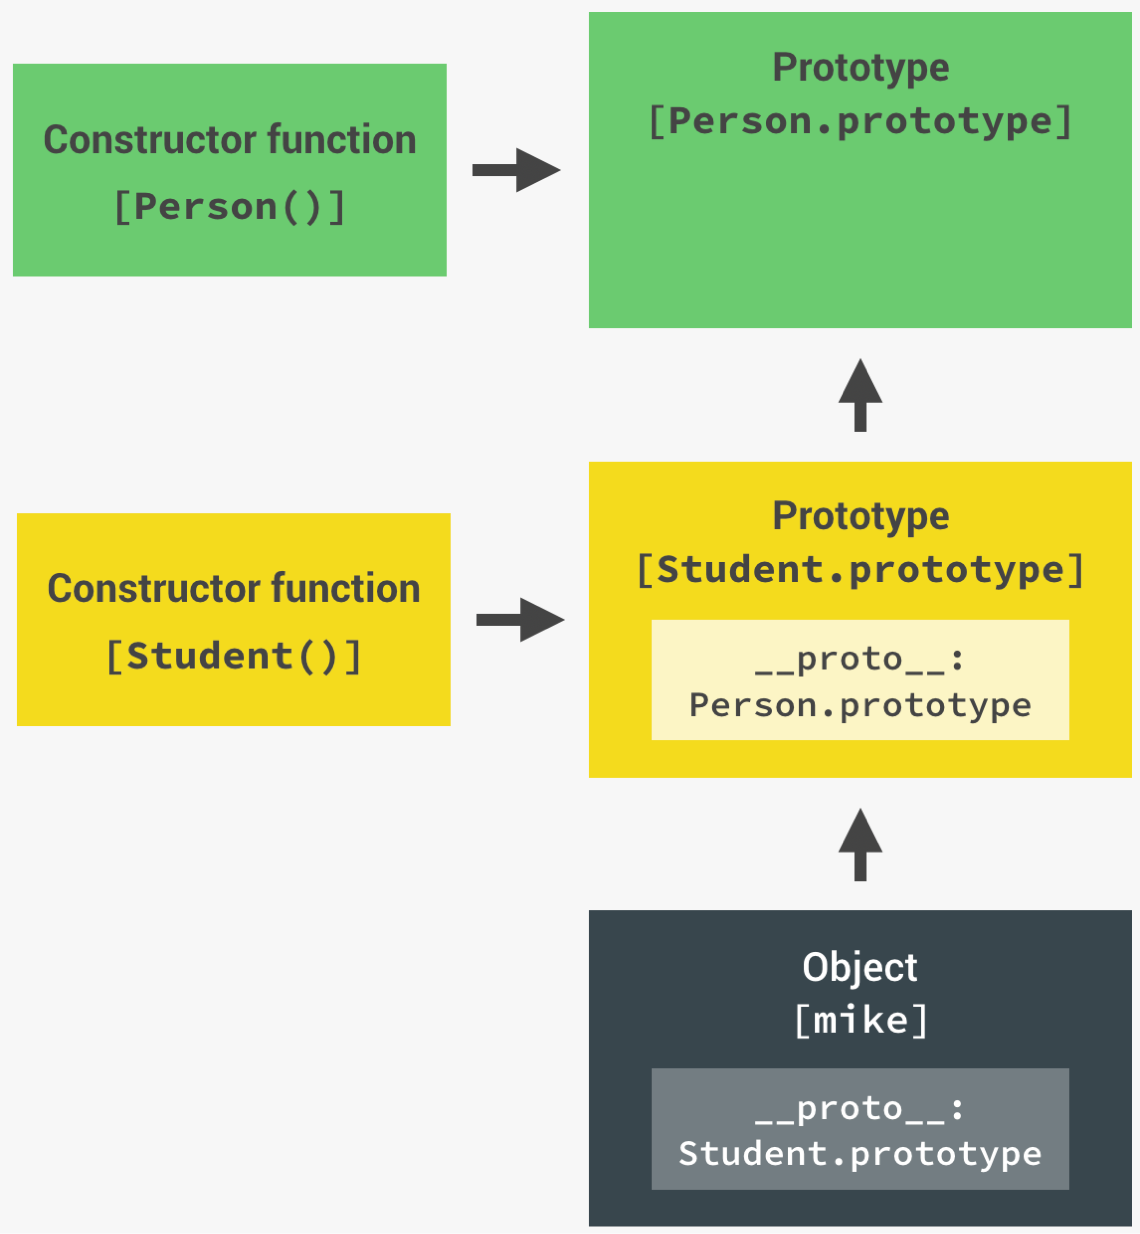 Constructor function
[Person()]
Prototype
[Person.prototype]
Constructor function
[Student()]
Prototype
[Student.prototype]
__proto__:
Person.prototype
Object
[mike]
__proto__:
Student.prototype